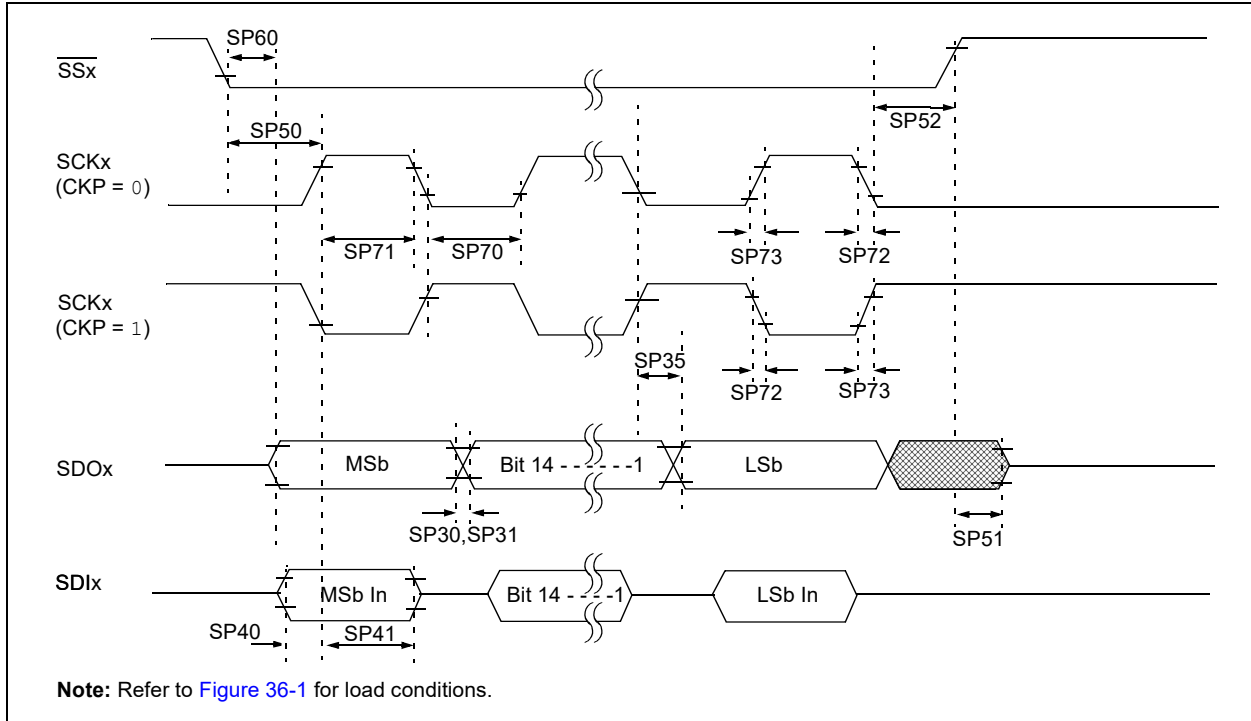 SP60
SSx
SP50
SP52
SCKx
(CKP = 0)
SP71
SP70
SP73
SP72
SCKx
(CKP = 1)
SP35
SP72
SP73
SDOx
MSb
Bit 14 - - - - - -1
LSb
SP30,SP31
SP51
SDIx
MSb In
Bit 14 - - - -1
LSb In
SP40
SP41
Note: Refer to Figure 36-1 for load conditions.